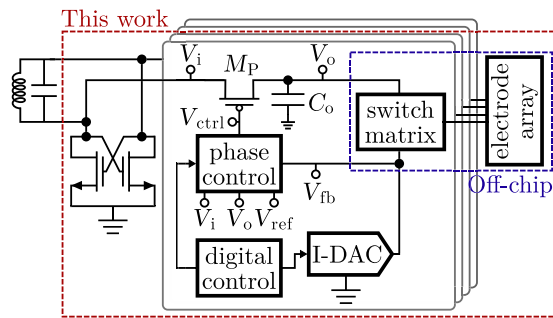 This work
Vi
MP
Vo
Co
switch
matrix
electrode
array
Vctrl
phase
control
Vfb
Off-chip
Vi
Vo
Vref
digital
control
I-DAC